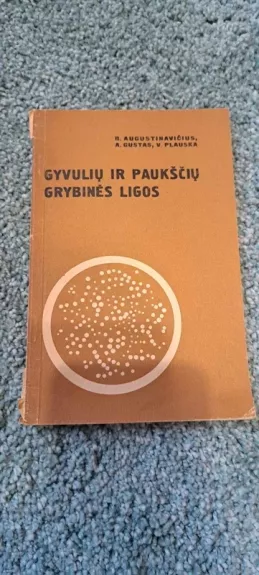 R. AUGUSTINAVIČIUS,
A. GUSTAS, V. PLAUSKA
GYVULIŲ IR PAUKŠČIŲ
GRYBINĖS LIGOS